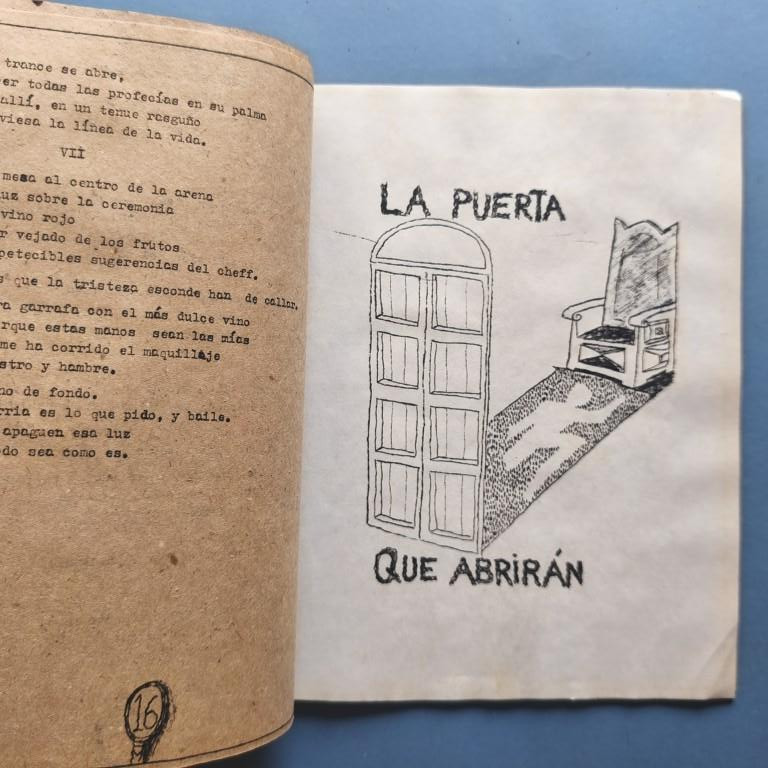 trance se abre,
er todas las profecías en su palma
allí, en un tenue rasguño
viesa la línea de la vida.
VII
mesa al centro de la arena
uz sobre la ceremonia
vino rojo
r vejado de los frutos
petecibles sugerencias del cheff.
s que la tristeza esconde han de callar,
ra garrafa con el más dulce vino
rque estas manos sean las mías
me ha corrido el maquillaje
stro y hambre.
no de fondo.
rria es lo que pido, y baile.
apaguen esa luz
do sea como es.
16
LA PUERTA
QUE ABRIRÁN